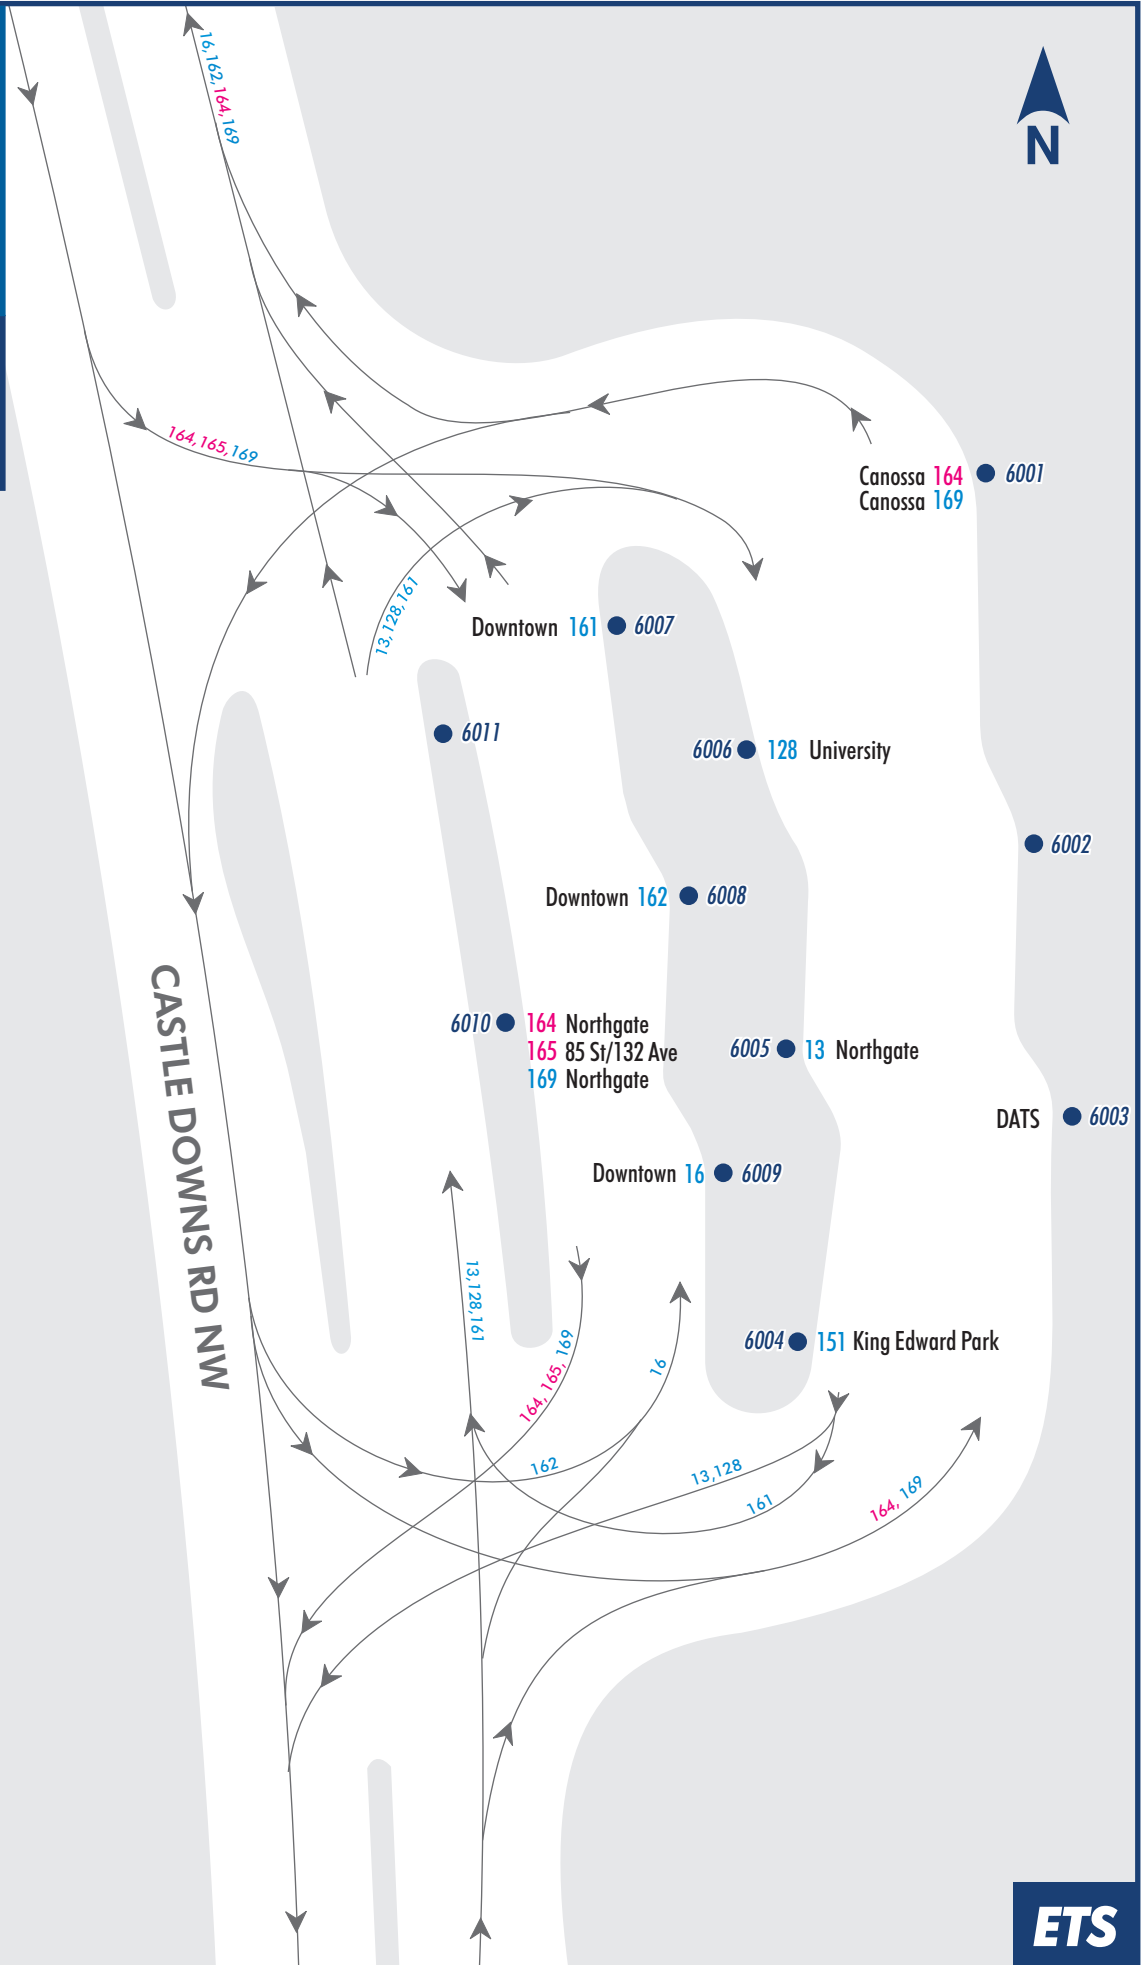 16,162,164,169
N
164,165,169
Canossa 164 6001
Canossa 169
13,128,161
Downtown 161 6007
6011
6006 128 University
6002
Downtown 162 6008
CASTLE DOWNS RD NW
6010 164 Northgate
165 85 St/132 Ave
169 Northgate
6005 13 Northgate
DATS 6003
Downtown 16 6009
13,128,161
164, 165, 169
16
6004 151 King Edward Park
162
13,128
161
164, 169
ETS